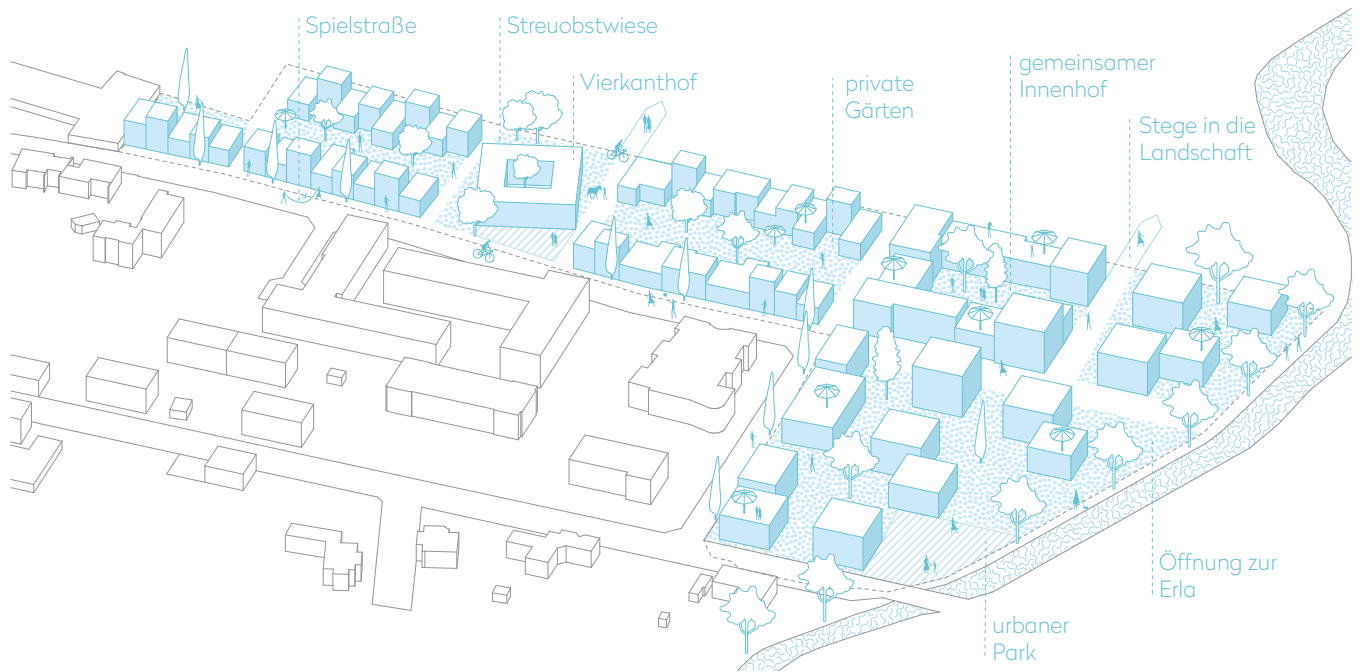 Spielstraße
Streuobstwiese
Vierkanthof
private
Gärten
gemeinsamer
Innenhof
Stege in die
Landschaft
Öffnung zur
Erla
urbaner
Park